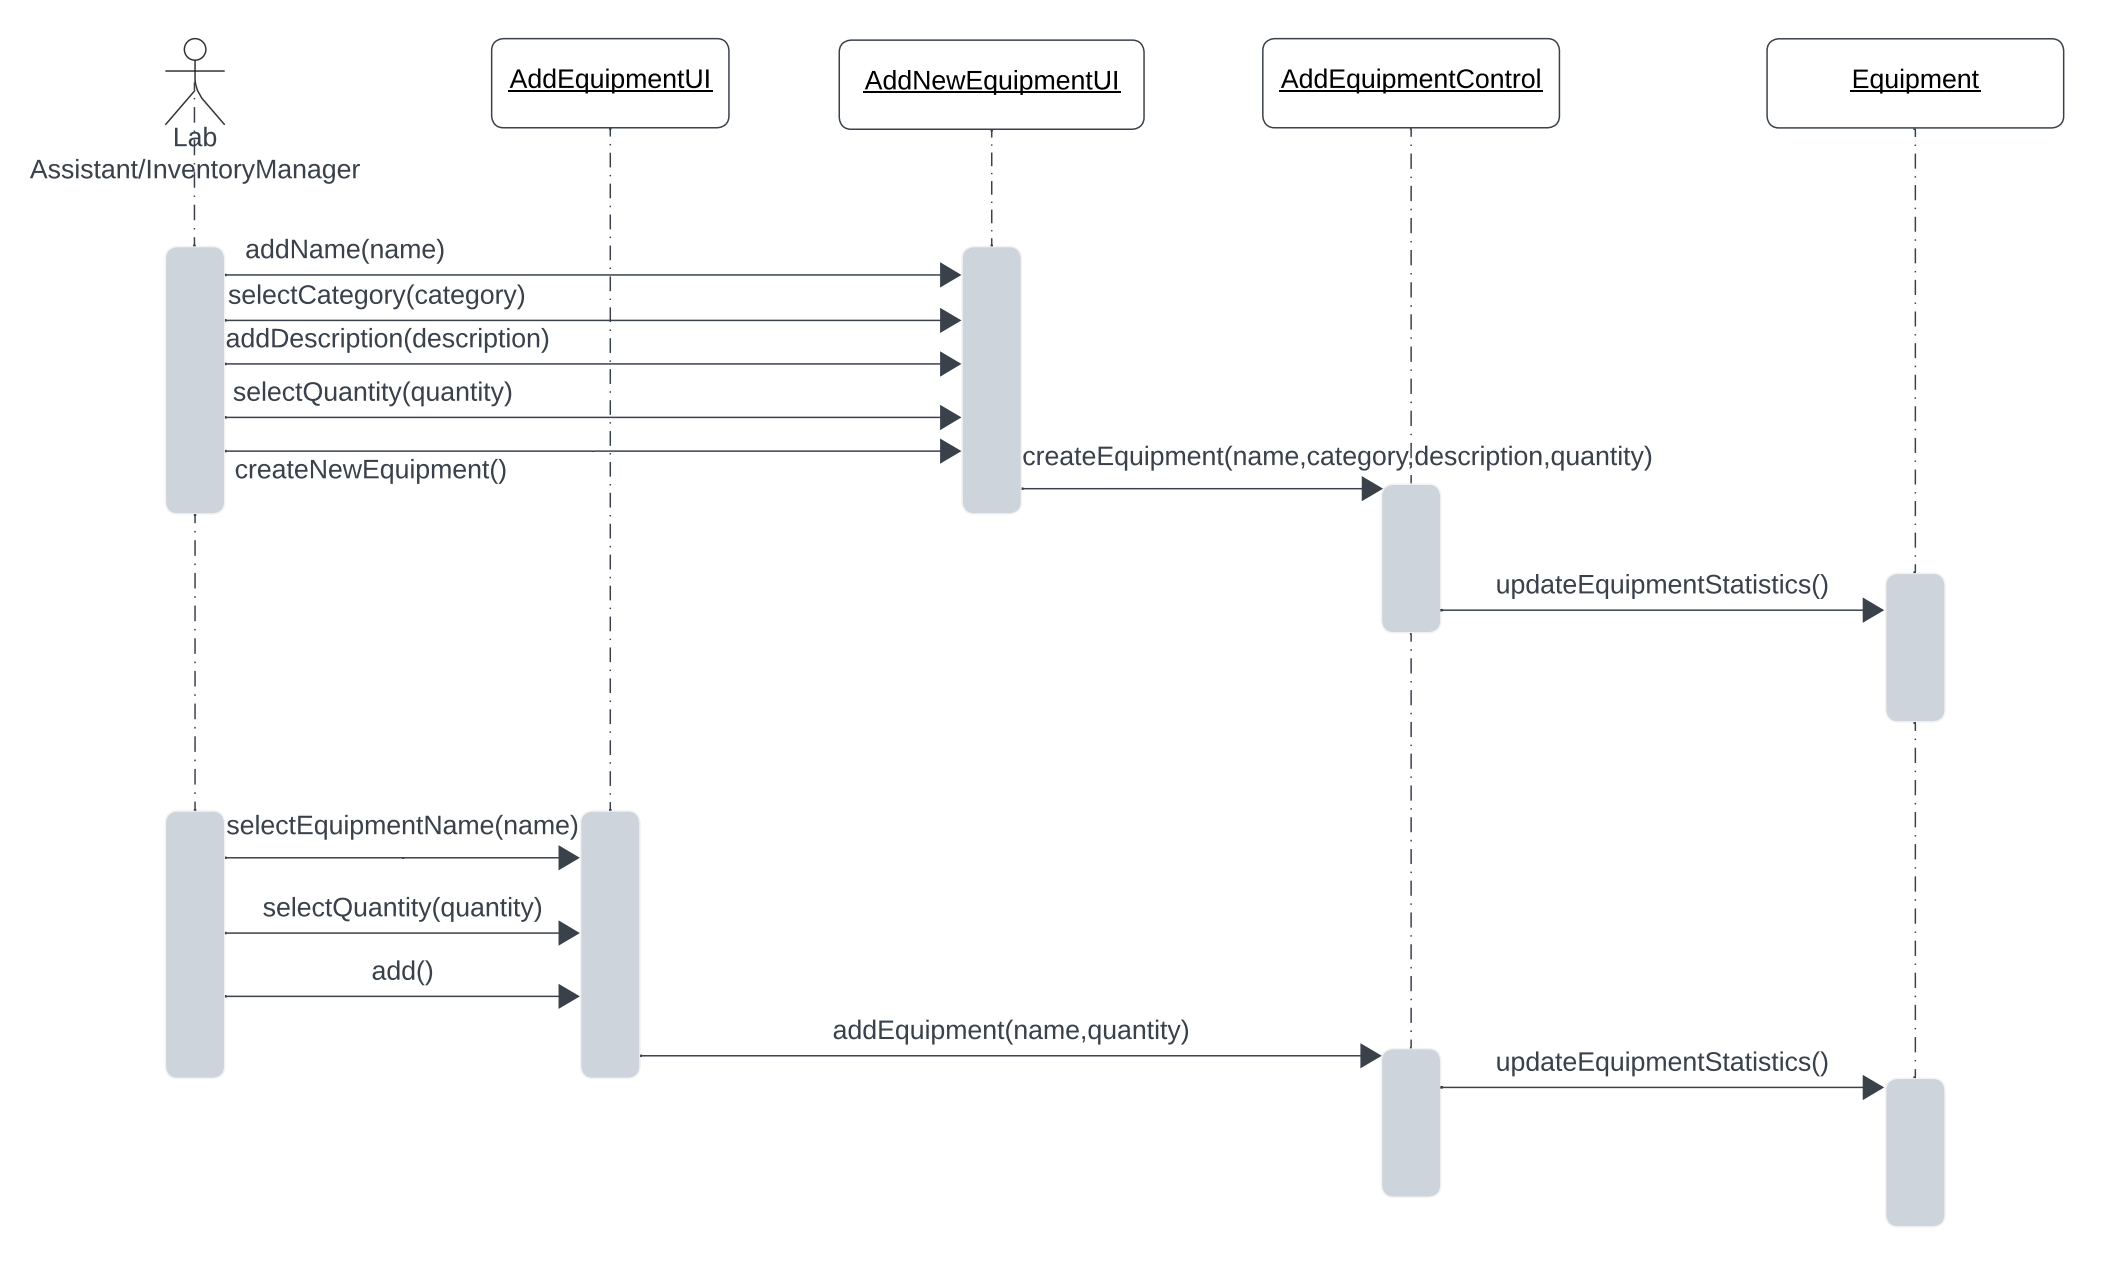 AddEquipmentUI
AddNewEquipmentUI
AddEquipmentControl
Equipment
Lab
Assistant/InventoryManager
addName(name)
selectCategory(category)
addDescription(description)
selectQuantity(quantity)
createNewEquipment()
createEquipment(name,category,description,quantity)
updateEquipmentStatistics()
selectEquipmentName(name)
selectQuantity(quantity)
add()
addEquipment(name,quantity)
updateEquipmentStatistics()